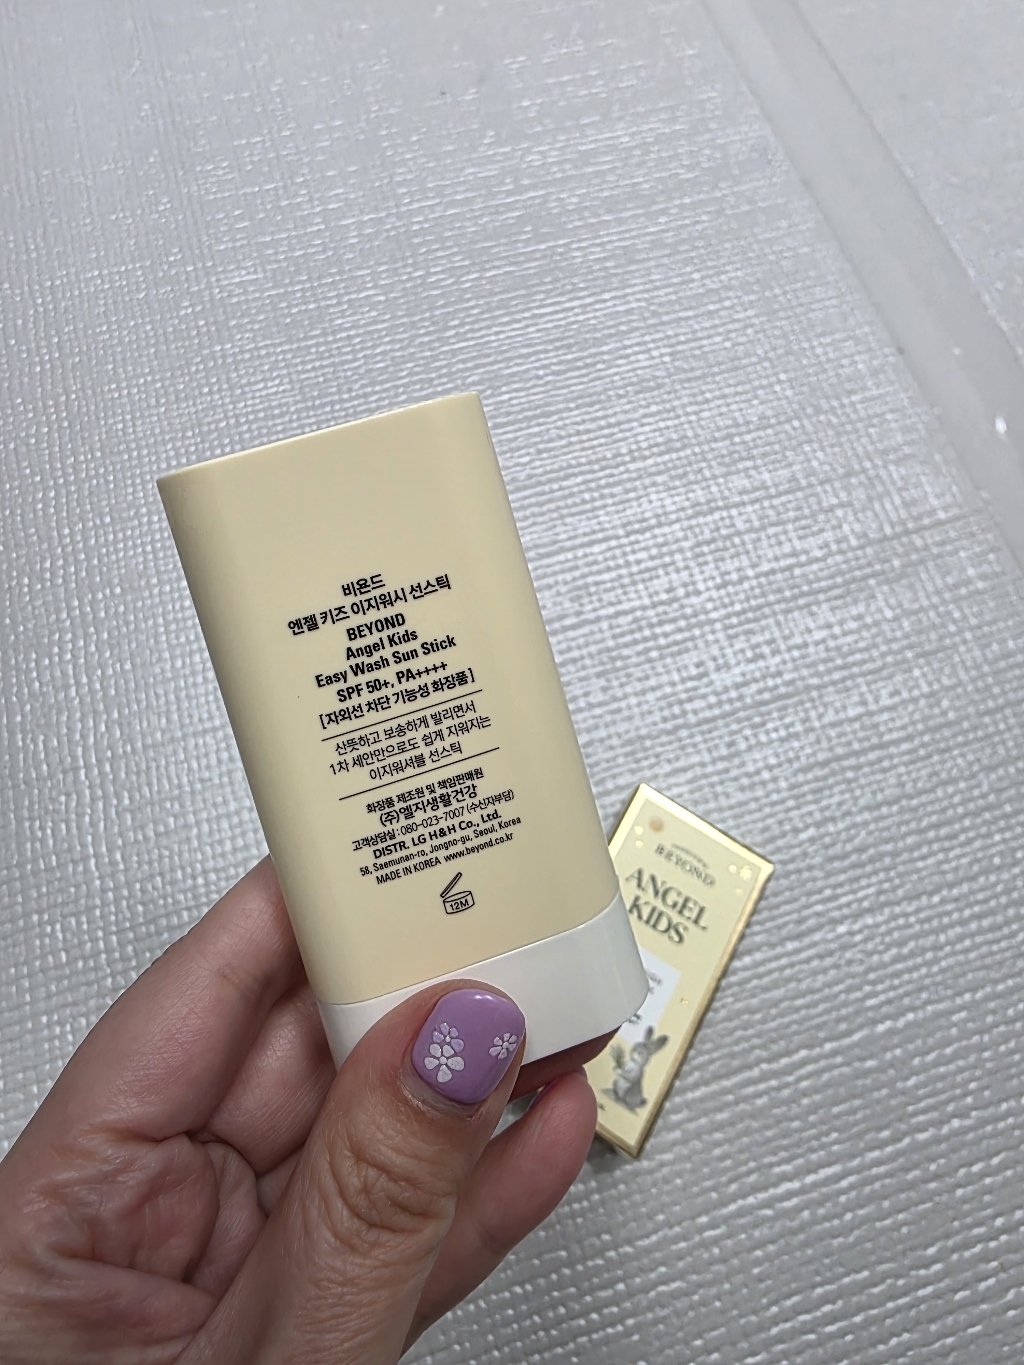 비욘드
엔젤 키즈 이지워시 선스틱
BEYOND
Angel Kids
Easy Wash Sun Stick
SPF 50+, PA++++
[자외선 차단 기능성 화장품]
산뜻하고 보송하게 발리면서
1차 세안만으로도 쉽게 지워지는
이지워셔블 선스틱
화장품 제조원 및 책임판매원
(주)엘지생활건강
고객상담실 : 080-023-7007 (수신자부담)
DISTR. LG H&H Co., Ltd.
58, Saemunan-ro, Jongno-gu, Seoul, Korea
MADE IN KOREA www.beyond.co.kr
12M
BEYOND
ANGEL
KIDS